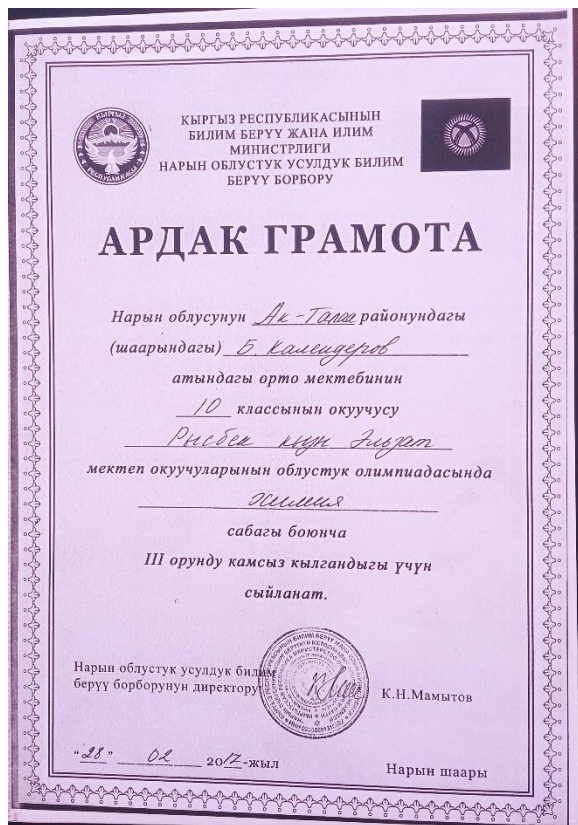 КЫРГЫЗ РЕСПУБЛИКАСЫНЫН
БИЛИМ БЕРҮҮ ЖАНА ИЛИМ
МИНИСТРЛИГИ
НАРЫН ОБЛУСТУК УСУЛДУК БИЛИМ
БЕРҮҮ БОРБОРУ
АРДАК ГРАМОТА
Нарын облусунун Ак-Талаа районундагы
(шаарындагы) Б. Календеров
атындагы орто мектебинин
10 классынын окуучусу
Рысбек кызы Эльзат
мектеп окуучуларынын облустук олимпиадасында
химия
сабагы боюнча
III орунду камсыз кылгандыгы үчүн
сыйланат.
Нарын облустук усулдук билим
берүү борборунун директору
К.Н.Мамытов
"28" 02 2017-жыл
Нарын шаары